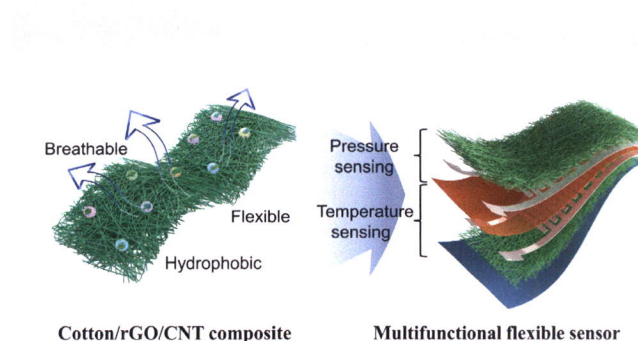 Breathable
Flexible
Hydrophobic
Pressure
sensing
Temperature
sensing
Cotton/rGO/CNT composite
Multifunctional flexible sensor